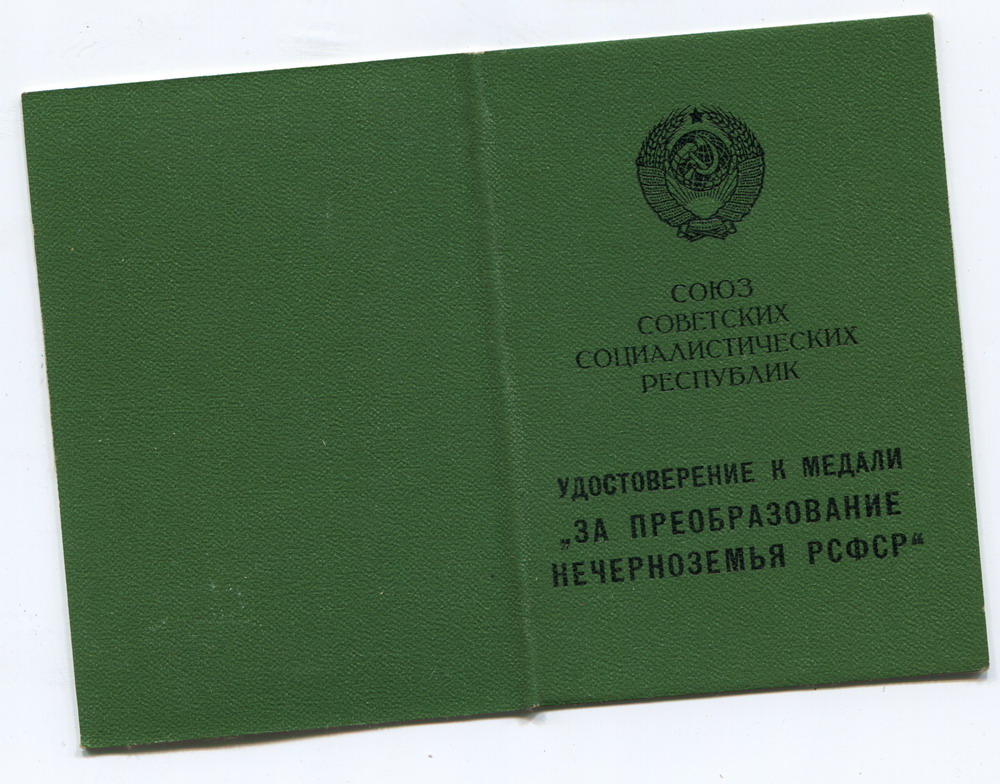 СОЮЗ
СОВЕТСКИХ
СОЦИАЛИСТИЧЕСКИХ
РЕСПУБЛИК
УДОСТОВЕРЕНИЕ К МЕДАЛИ
„ЗА ПРЕОБРАЗОВАНИЕ
НЕЧЕРНОЗЕМЬЯ РСФСР“